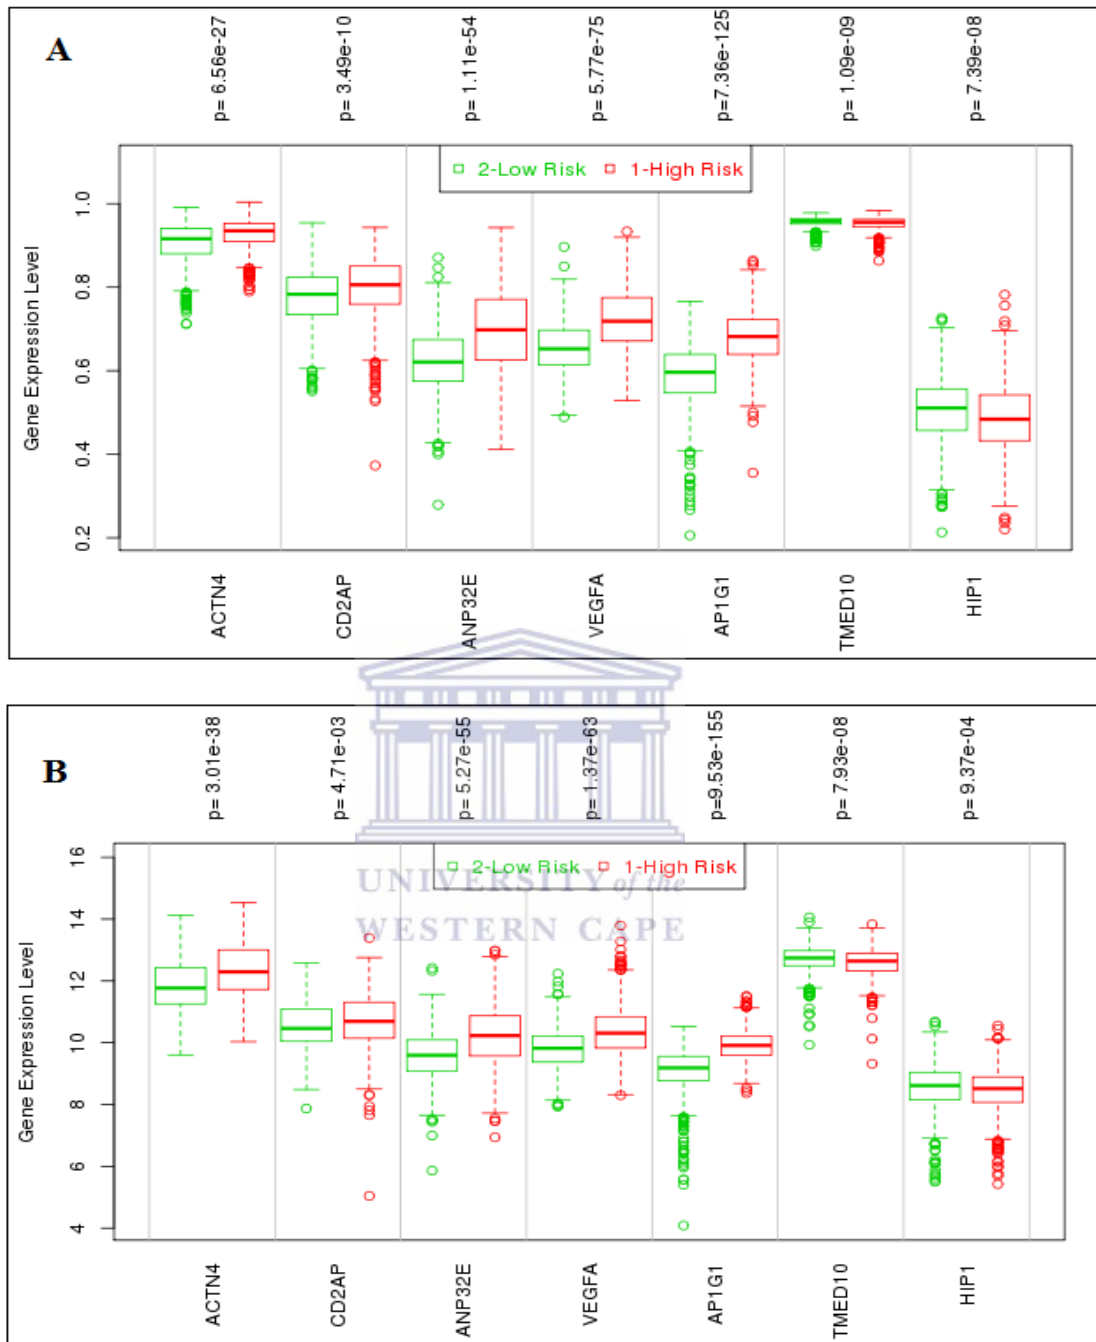 A
p= 6.56e-27
p= 3.49e-10
p= 1.11e-54
p= 5.77e-75
p=7.36e-125
p= 1.09e-09
p= 7.39e-08
2-Low Risk 1-High Risk
Gene Expression Level
1.0
0.8
0.6
0.4
0.2
ACTN4
CD2AP
ANP32E
VEGFA
AP1G1
TMED10
HIP1
B
p= 3.01e-38
p= 4.71e-03
p= 5.27e-55
p= 1.37e-63
p=9.53e-155
p= 7.93e-08
p= 9.37e-04
2-Low Risk 1-High Risk
UNIVERSITY of the
WESTERN CAPE
Gene Expression Level
16
14
12
10
8
6
4
ACTN4
CD2AP
ANP32E
VEGFA
AP1G1
TMED10
HIP1